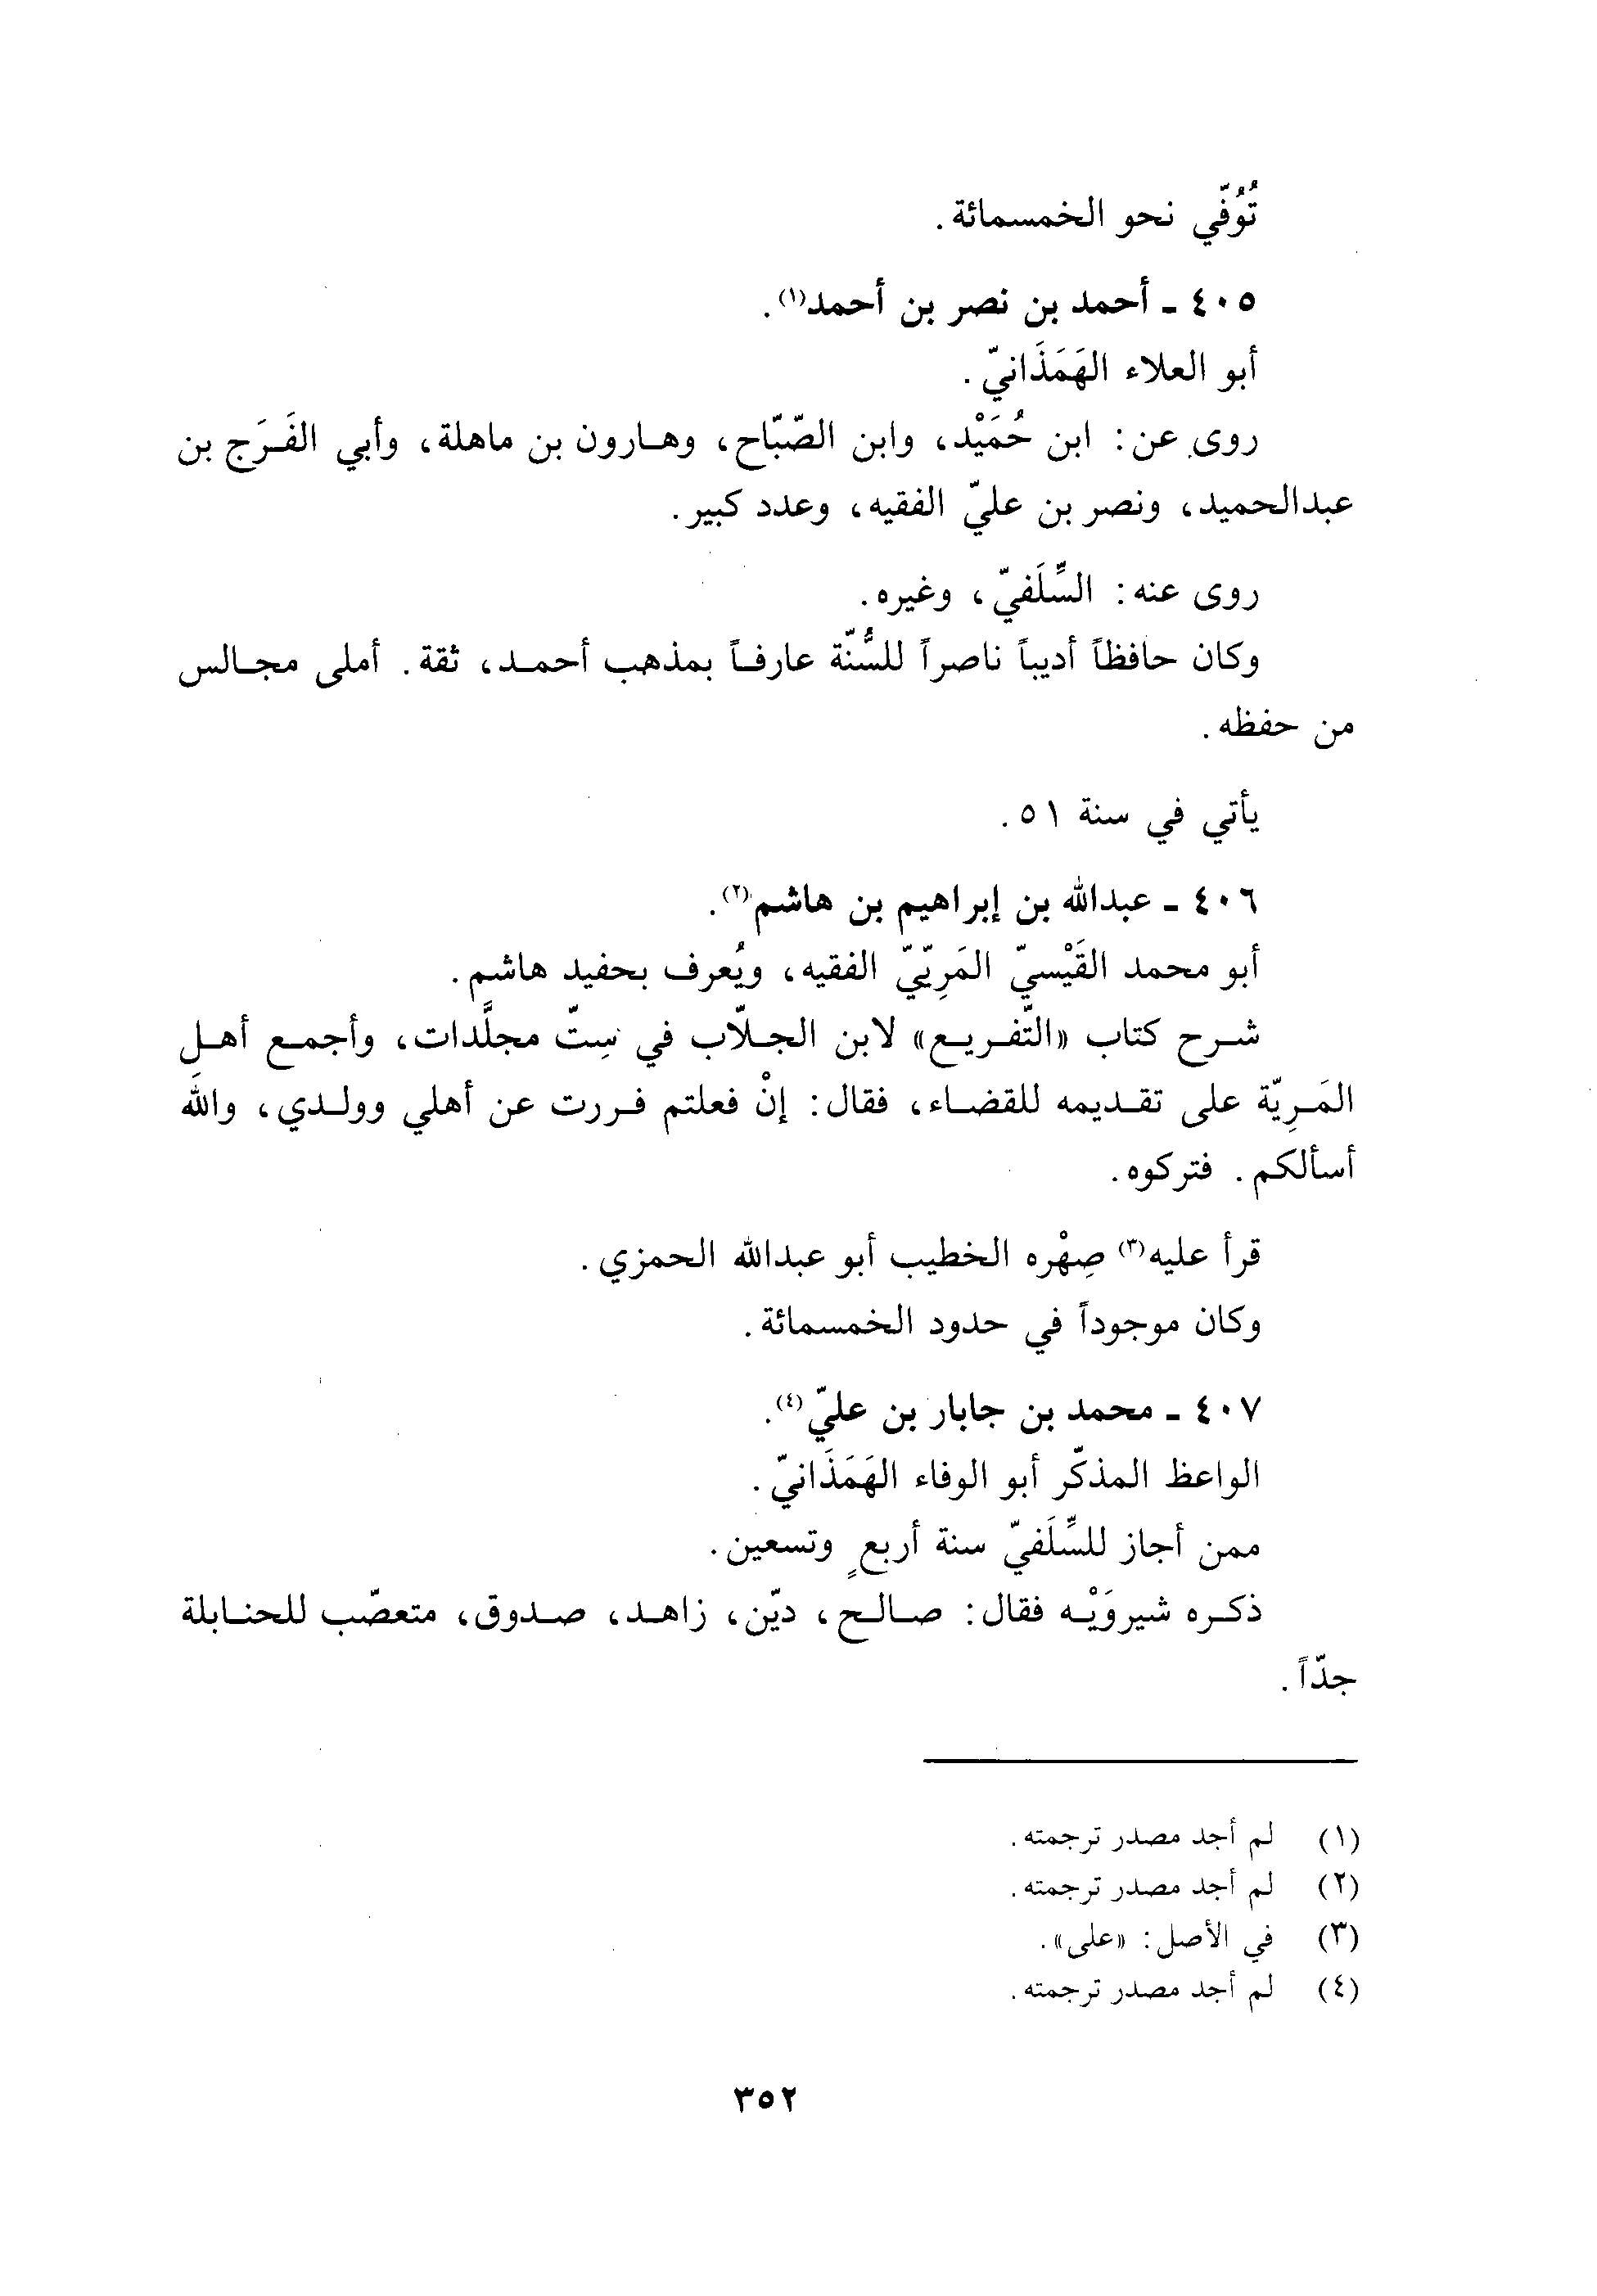 تُوُفّي نحو الخمسمائة.
٤٠٥ ـ أحمد بن نصر بن أحمد(١).
أبو العلاء الهَمَذَانيّ.
روى عن: ابن حُمَيْد، وابن الصّبّاح، وهارون بن ماهلة، وأبي الفَرَج بن
عبدالحميد، ونصر بن عليّ الفقيه، وعدد كبير.
روى عنه: السِّلَفيّ، وغيره.
وكان حافظاً أديباً ناصراً للسُّنّة عارفاً بمذهب أحمد، ثقة. أملى مجالس
من حفظه.
يأتي في سنة ٥١.
٤٠٦ ـ عبدالله بن إبراهيم بن هاشم(٢).
أبو محمد القَيْسيّ المَرِيّيّ الفقيه، ويُعرف بحفيد هاشم.
شرح كتاب «التّفريع» لابن الجلّاب في سِتّ مجلَّدات، وأجمع أهل
المَرِيّة على تقديمه للقضاء، فقال: إنْ فعلتم فررت عن أهلي وولدي، واللهَ
أسألكم. فتركوه.
قرأ عليه(٣) صِهْره الخطيب أبو عبدالله الحمزي.
وكان موجوداً في حدود الخمسمائة.
٤٠٧ ـ محمد بن جابار بن عليّ(٤).
الواعظ المذكّر أبو الوفاء الهَمَذَانيّ.
ممن أجاز للسِّلَفيّ سنة أربعٍ وتسعين.
ذكره شيروَيْه فقال: صالح، ديّن، زاهد، صدوق، متعصّب للحنابلة
جدّاً.
(١) لم أجد مصدر ترجمته.
(٢) لم أجد مصدر ترجمته.
(٣) في الأصل: «على».
(٤) لم أجد مصدر ترجمته.
٣٥٢